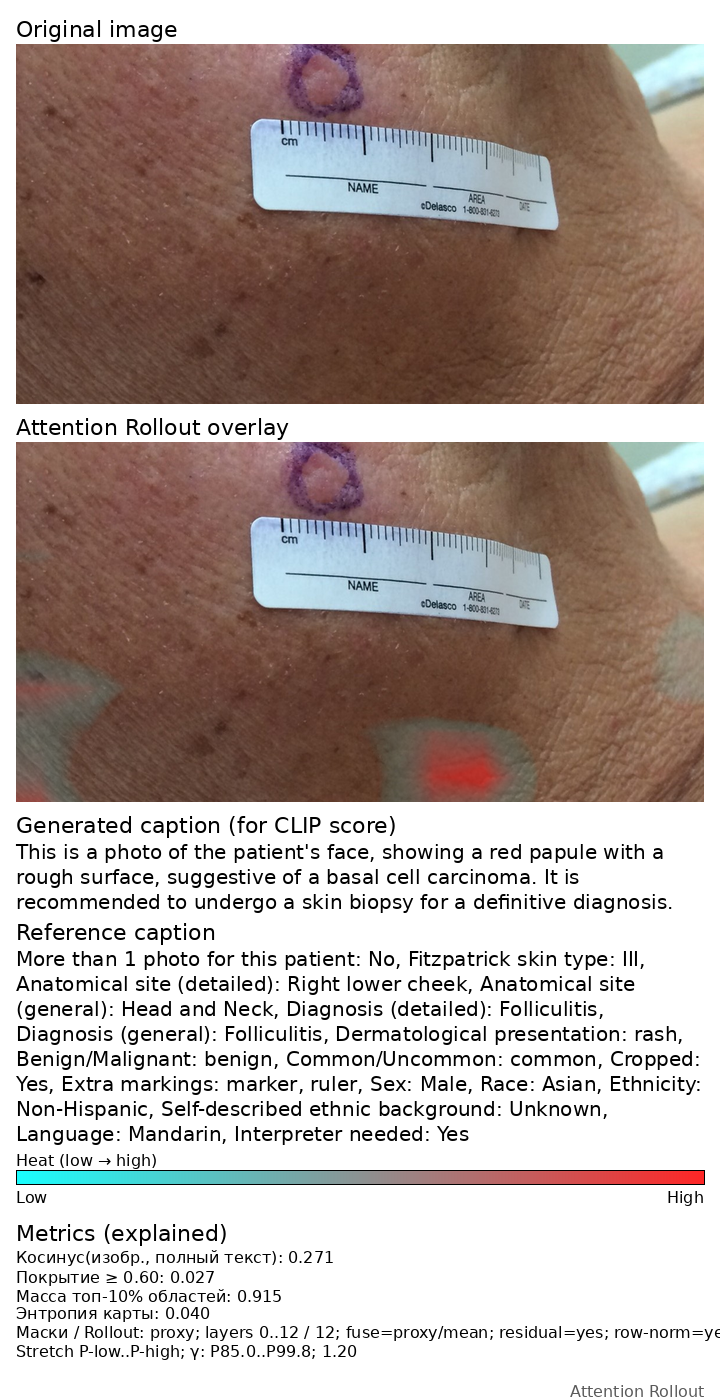 Original image
cm
NAME
AREA
DATE
©Delasco 1-800-831-6273
Attention Rollout overlay
cm
NAME
AREA
DATE
©Delasco 1-800-831-6273
Generated caption (for CLIP score)
This is a photo of the patient's face, showing a red papule with a
rough surface, suggestive of a basal cell carcinoma. It is
recommended to undergo a skin biopsy for a definitive diagnosis.
Reference caption
More than 1 photo for this patient: No, Fitzpatrick skin type: III,
Anatomical site (detailed): Right lower cheek, Anatomical site
(general): Head and Neck, Diagnosis (detailed): Folliculitis,
Diagnosis (general): Folliculitis, Dermatological presentation: rash,
Benign/Malignant: benign, Common/Uncommon: common, Cropped:
Yes, Extra markings: marker, ruler, Sex: Male, Race: Asian, Ethnicity:
Non-Hispanic, Self-described ethnic background: Unknown,
Language: Mandarin, Interpreter needed: Yes
Heat (low → high)
Low High
Metrics (explained)
Косинус(изобр., полный текст): 0.271
Покрытие ≥ 0.60: 0.027
Масса топ-10% областей: 0.915
Энтропия карты: 0.040
Маски / Rollout: proxy; layers 0..12 / 12; fuse=proxy/mean; residual=yes; row-norm=ye
Stretch P-low..P-high; γ: P85.0..P99.8; 1.20
Attention Rollout